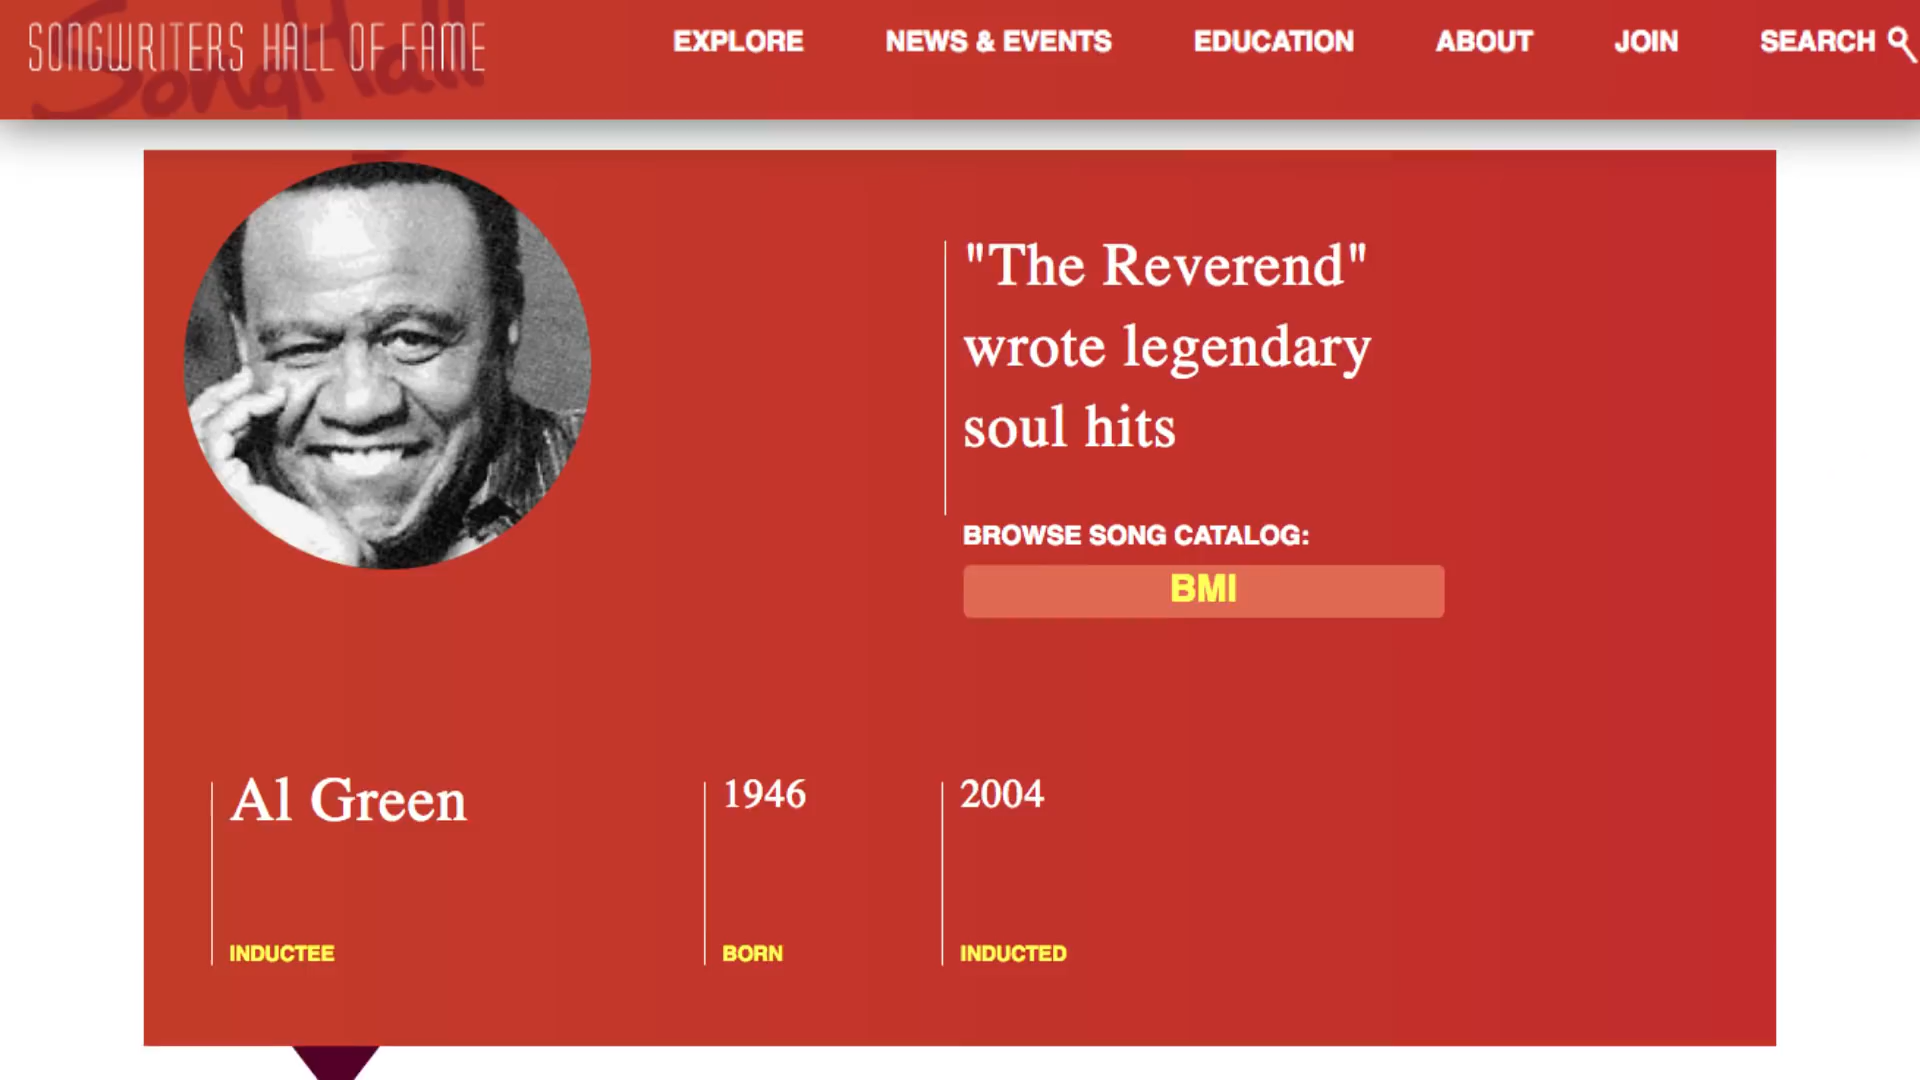 SONGWRITERS HALL OF FAME
SongHall
EXPLORE
NEWS & EVENTS
EDUCATION
ABOUT
JOIN
SEARCH
"The Reverend"
wrote legendary
soul hits
BROWSE SONG CATALOG:
BMI
Al Green
1946
2004
INDUCTEE
BORN
INDUCTED